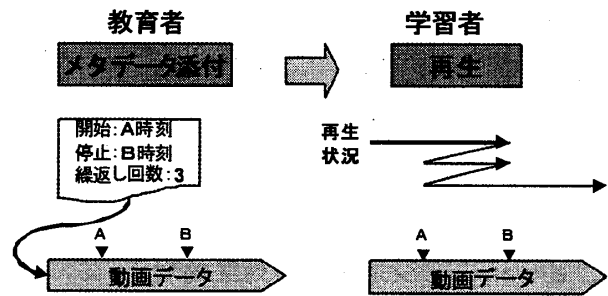 教育者
メタデータ添付
開始:A時刻
停止:B時刻
繰返し回数:3
A
B
動画データ
学習者
再生
再生
状況
A
B
動画データ